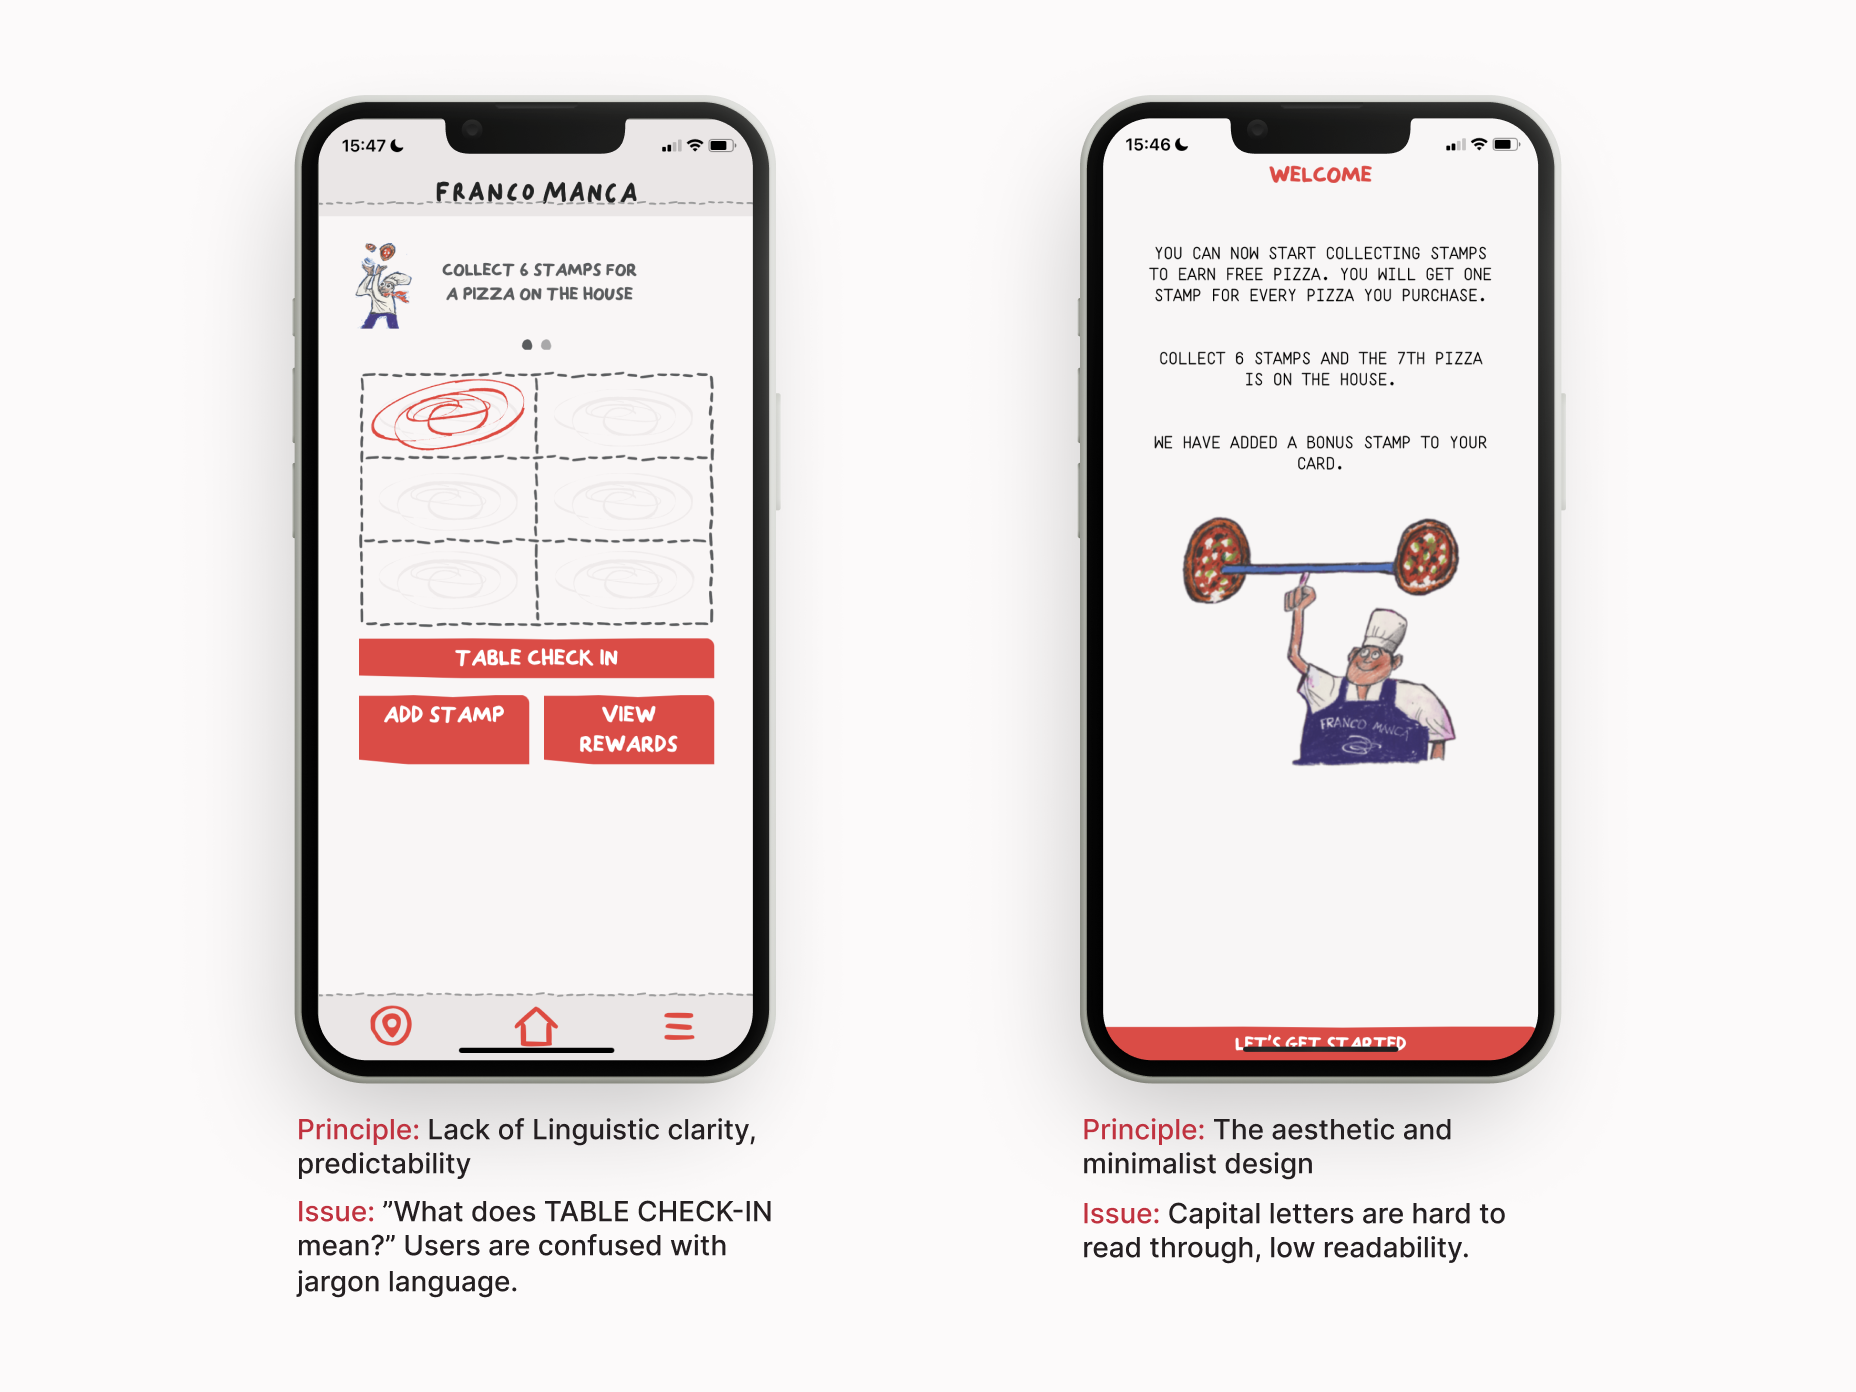 15:47
FRANCO MANCA
COLLECT 6 STAMPS FOR
A PIZZA ON THE HOUSE
TABLE CHECK IN
ADD STAMP
VIEW
REWARDS
Principle: Lack of Linguistic clarity,
predictability
Issue: ”What does TABLE CHECK-IN
mean?” Users are confused with
jargon language.
15:46
WELCOME
YOU CAN NOW START COLLECTING STAMPS
TO EARN FREE PIZZA. YOU WILL GET ONE
STAMP FOR EVERY PIZZA YOU PURCHASE.
COLLECT 6 STAMPS AND THE 7TH PIZZA
IS ON THE HOUSE.
WE HAVE ADDED A BONUS STAMP TO YOUR
CARD.
FRANCO MANCA
LET'S GET STARTED
Principle: The aesthetic and
minimalist design
Issue: Capital letters are hard to
read through, low readability.